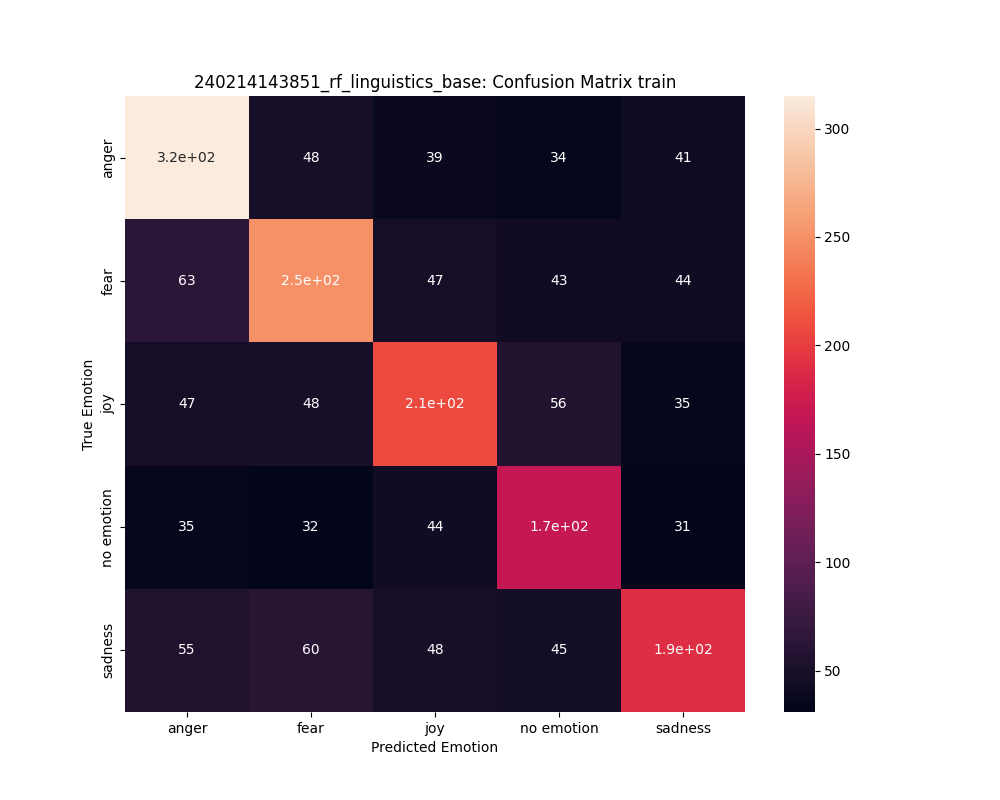 240214143851_rf_linguistics_base: Confusion Matrix train
True Emotion
anger 3.2e+02 48 39 34 41
fear 63 2.5e+02 47 43 44
joy 47 48 2.1e+02 56 35
no emotion 35 32 44 1.7e+02 31
sadness 55 60 48 45 1.9e+02
anger fear joy no emotion sadness
Predicted Emotion
300
250
200
150
100
50